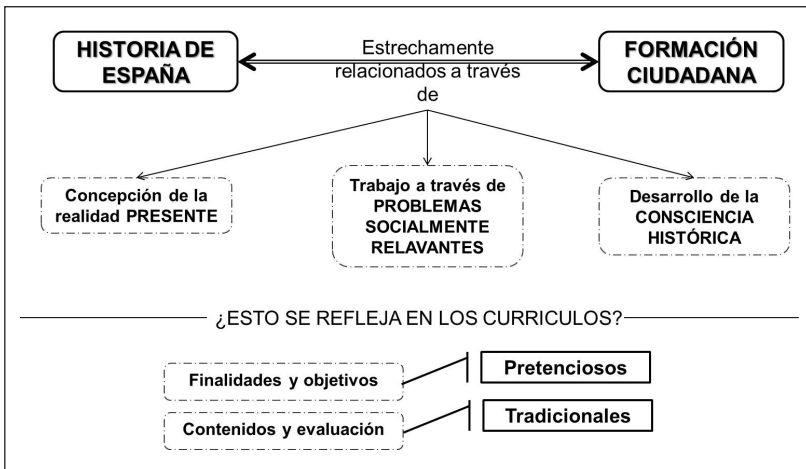 HISTORIA DE
ESPAÑA
Estrechamente
relacionados a través
de
FORMACIÓN
CIUDADANA
Concepción de la
realidad PRESENTE
Trabajo a través de
PROBLEMAS
SOCIALMENTE
RELAVANTES
Desarrollo de la
CONSCIENCIA
HISTÓRICA
¿ESTO SE REFLEJA EN LOS CURRICULOS?
Finalidades y objetivos
Pretenciosos
Contenidos y evaluación
Tradicionales